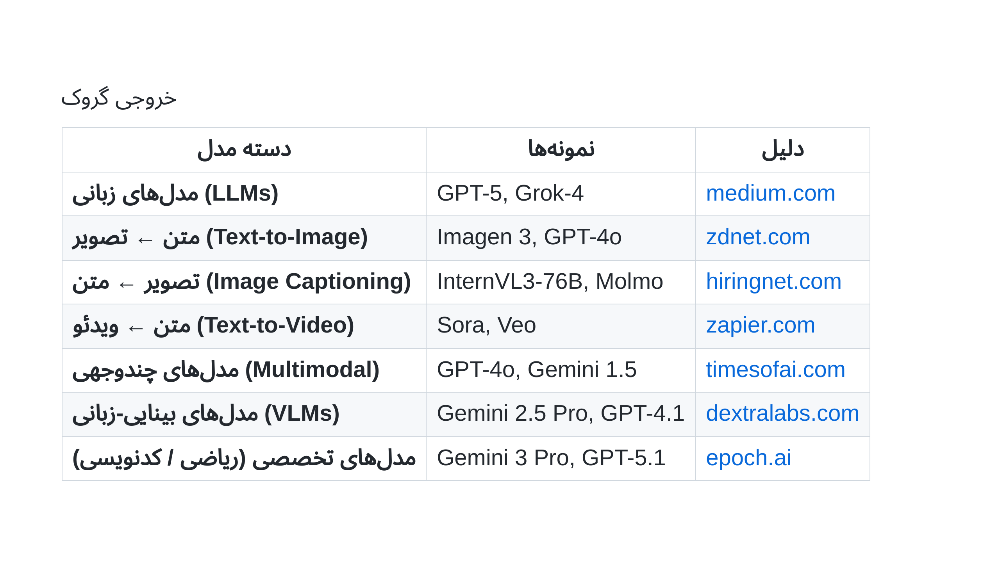 خروجی گروک
دسته مدل	نمونه‌ها	دلیل
مدل‌های زبانی (LLMs)	GPT-5, Grok-4	medium.com
متن → تصویر (Text-to-Image)	Imagen 3, GPT-4o	zdnet.com
تصویر → متن (Image Captioning)	InternVL3-76B, Molmo	hiringnet.com
متن → ویدئو (Text-to-Video)	Sora, Veo	zapier.com
مدل‌های چندوجهی (Multimodal)	GPT-4o, Gemini 1.5	timesofai.com
مدل‌های بینایی-زبانی (VLMs)	Gemini 2.5 Pro, GPT-4.1	dextralabs.com
مدل‌های تخصصی (ریاضی / کدنویسی)	Gemini 3 Pro, GPT-5.1	epoch.ai